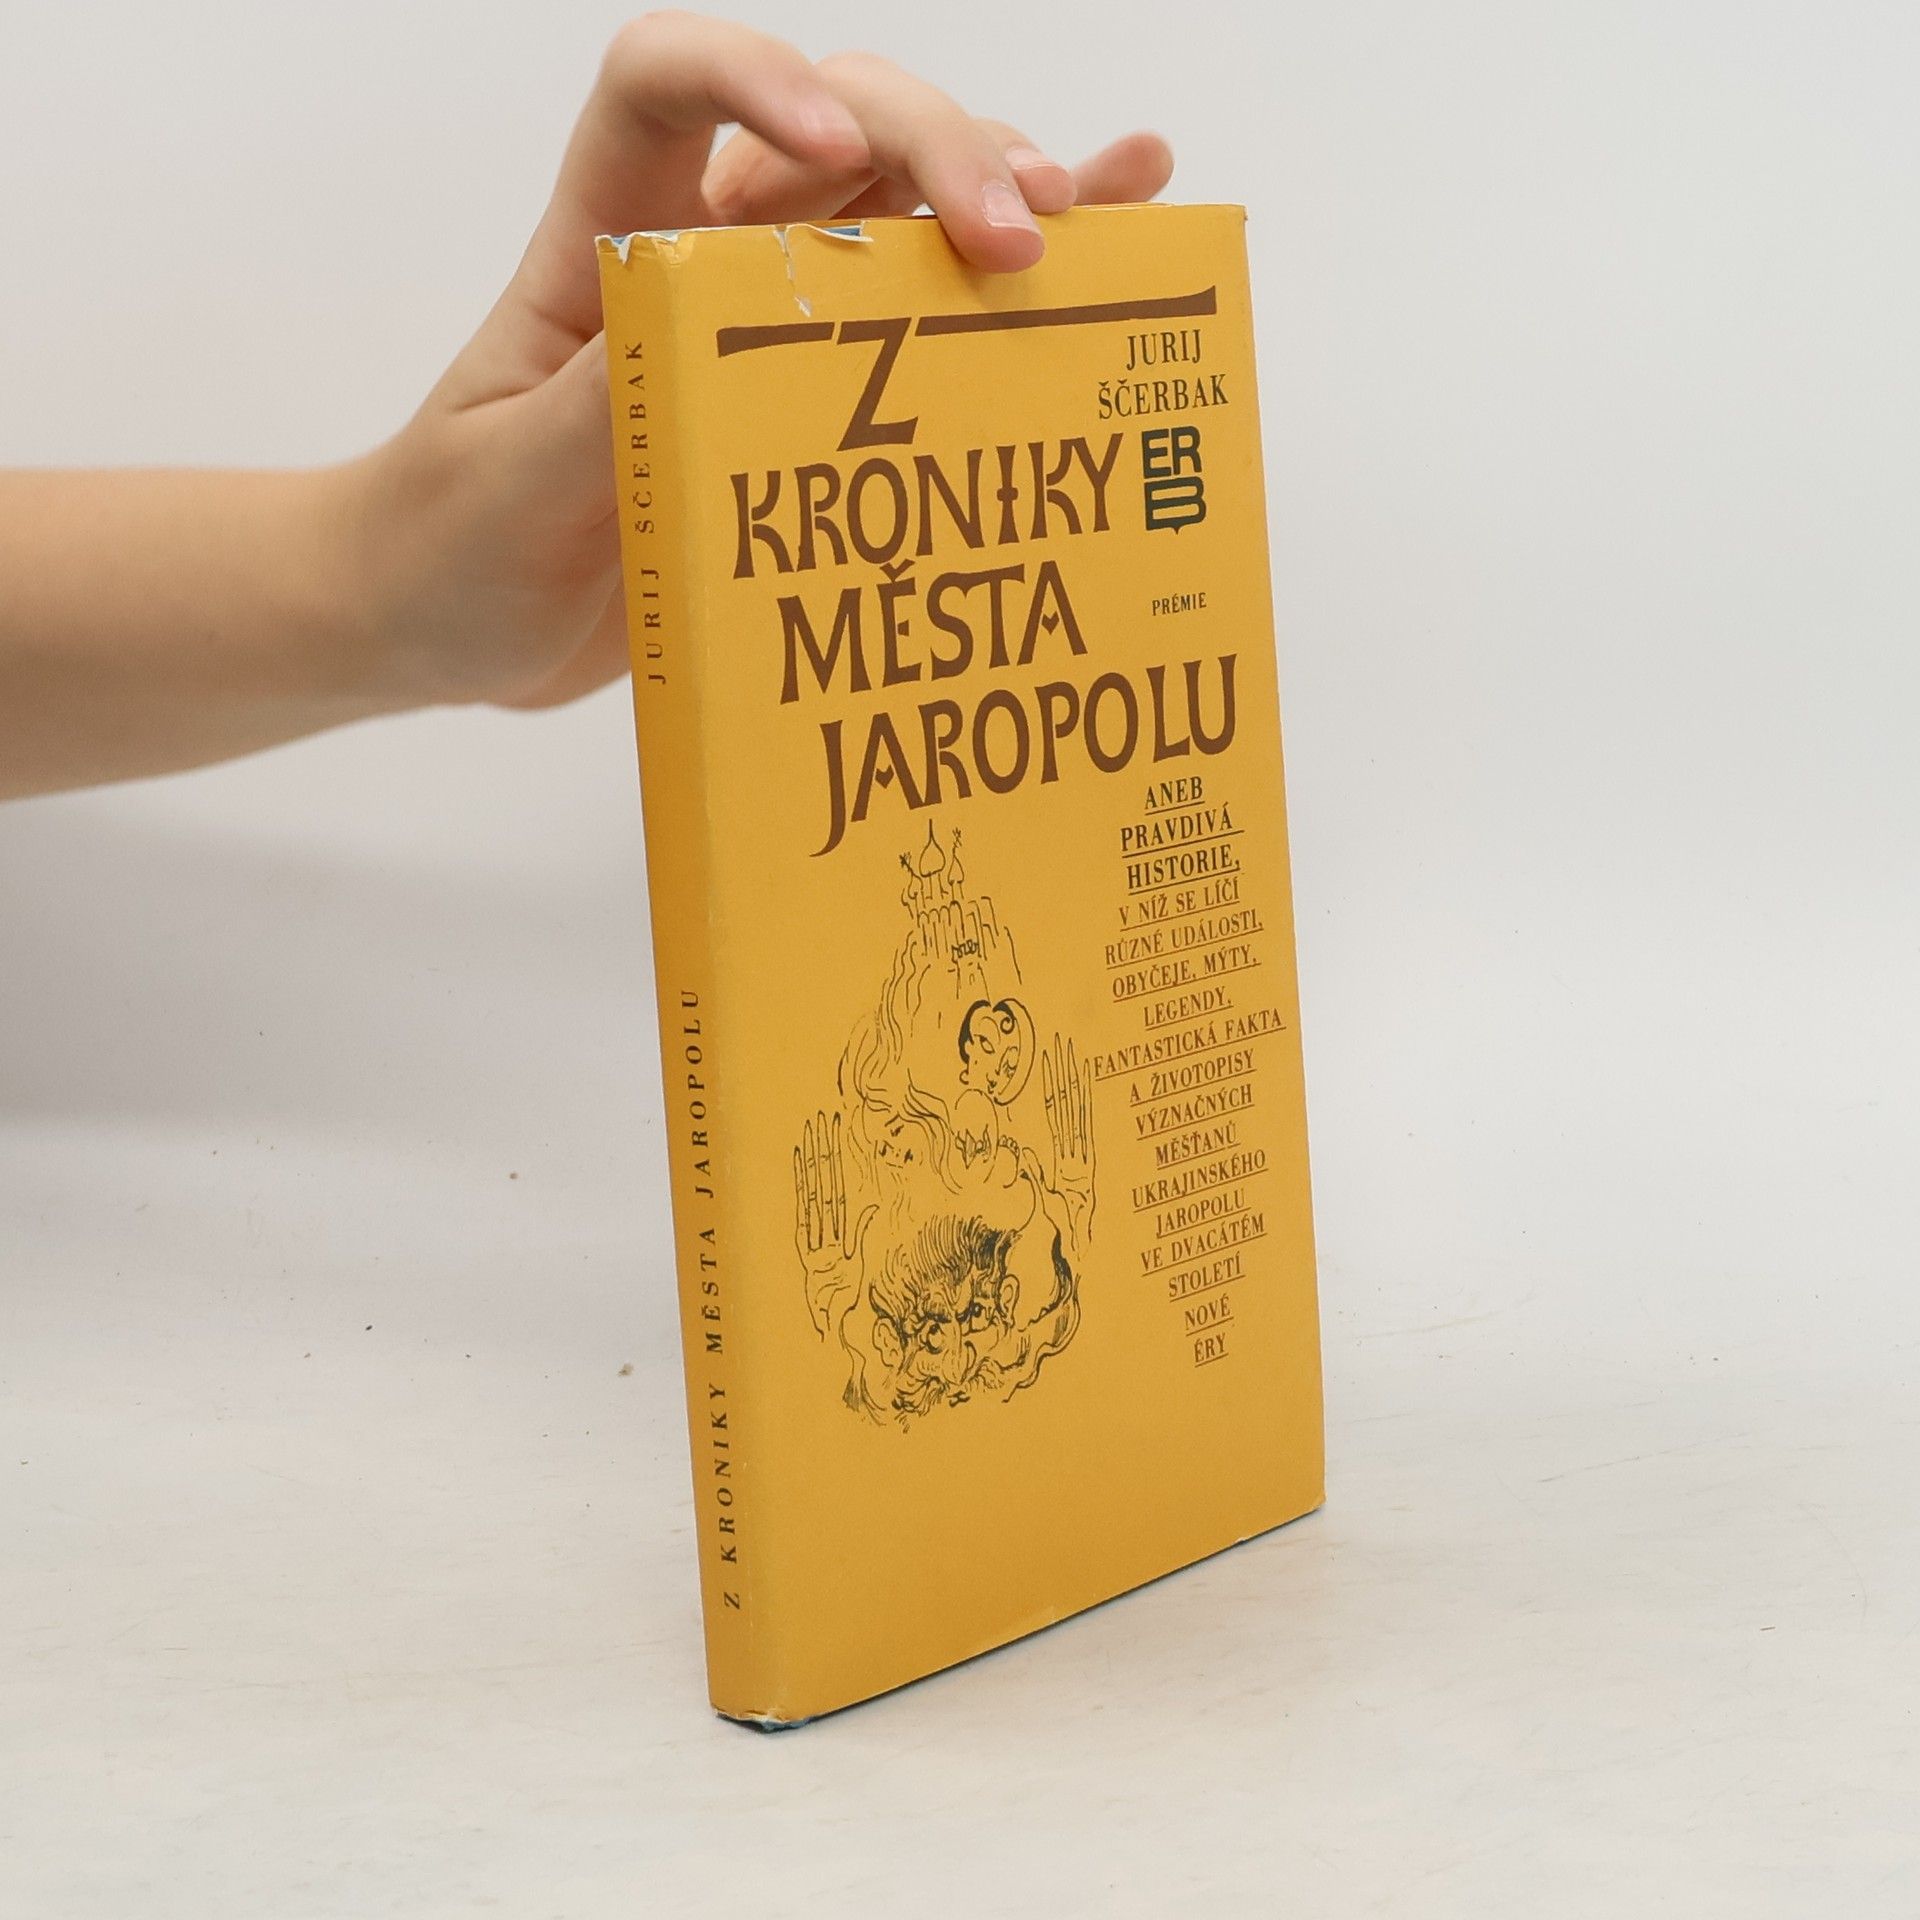 JURIJ ŠČERBAK
Z KRONIKY MĚSTA JAROPOLU
Z
KRONIKY
MĚSTA
JAROPOLU
JURIJ
ŠČERBAK
ER
B
PRÉMIE
ANEB
PRAVDIVÁ
HISTORIE,
V NÍŽ SE LÍČÍ
RŮZNÉ UDÁLOSTI,
OBYČEJE, MÝTY,
LEGENDY,
FANTASTICKÁ FAKTA
A ŽIVOTOPISY
VÝZNAČNÝCH
MĚŠŤANŮ
UKRAJINSKÉHO
JAROPOLU
VE DVACÁTÉM
STOLETÍ
NOVÉ
ÉRY